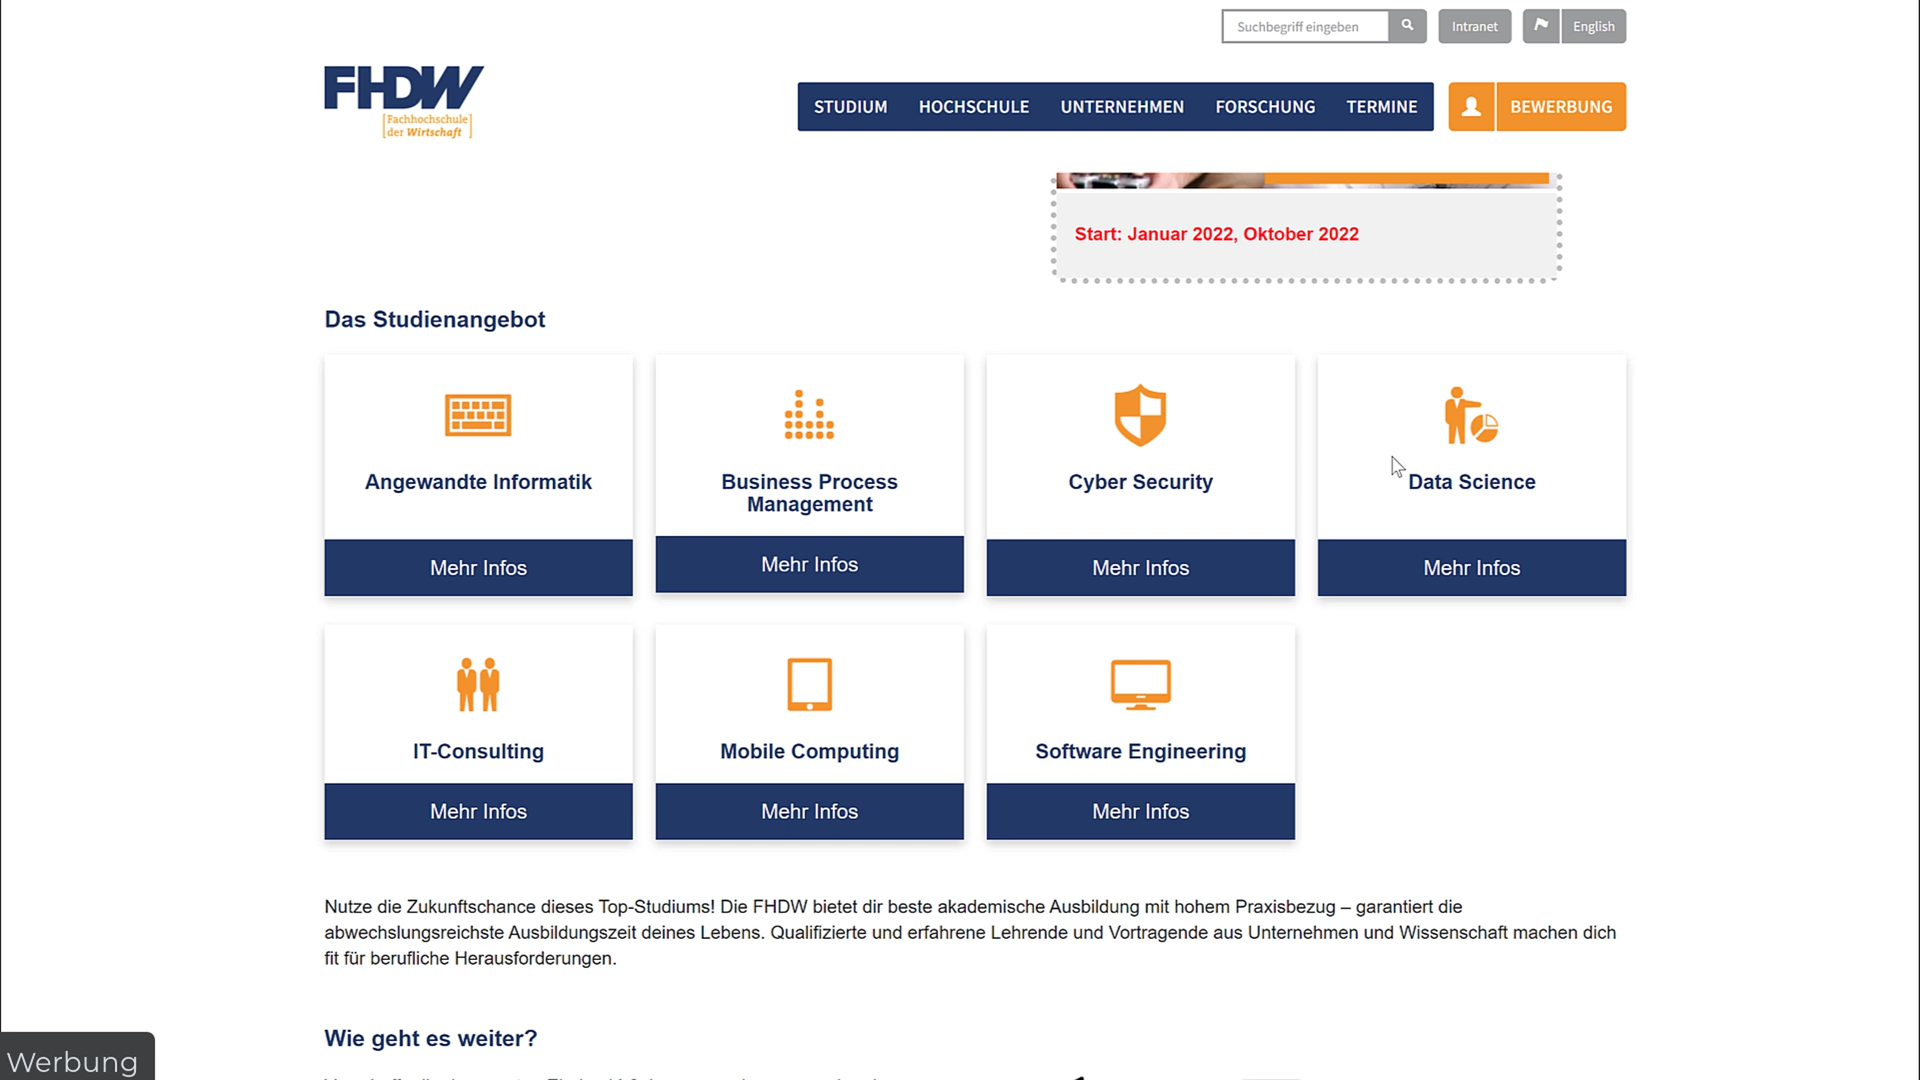 Suchbegriff eingeben
Intranet
English
FHDW
Fachhochschule
der Wirtschaft
STUDIUM HOCHSCHULE UNTERNEHMEN FORSCHUNG TERMINE
BEWERBUNG
Start: Januar 2022, Oktober 2022
Das Studienangebot
Angewandte Informatik
Mehr Infos
Business Process
Management
Mehr Infos
Cyber Security
Mehr Infos
Data Science
Mehr Infos
IT-Consulting
Mehr Infos
Mobile Computing
Mehr Infos
Software Engineering
Mehr Infos
Nutze die Zukunftschance dieses Top-Studiums! Die FHDW bietet dir beste akademische Ausbildung mit hohem Praxisbezug – garantiert die
abwechslungsreichste Ausbildungszeit deines Lebens. Qualifizierte und erfahrene Lehrende und Vortragende aus Unternehmen und Wissenschaft machen dich
fit für berufliche Herausforderungen.
Wie geht es weiter?
Werbung